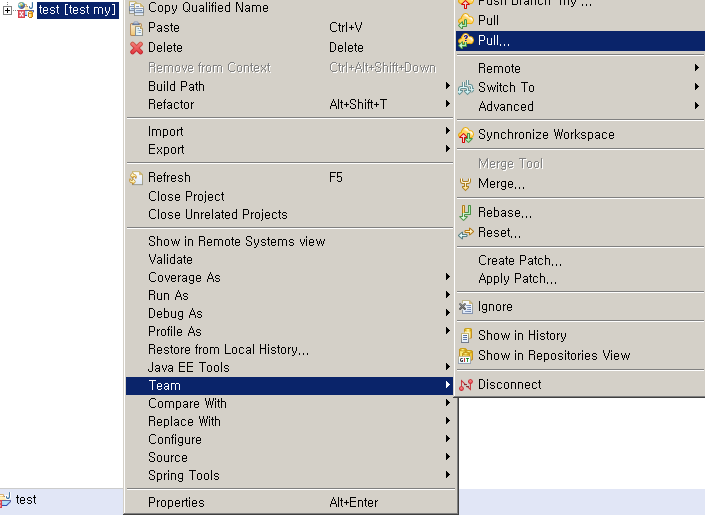 test [test my]
Copy Qualified Name
Paste Ctrl+V
Delete Delete
Remove from Context Ctrl+Alt+Shift+Down
Build Path
Refactor Alt+Shift+T
Import
Export
Refresh F5
Close Project
Close Unrelated Projects
Show in Remote Systems view
Validate
Coverage As
Run As
Debug As
Profile As
Restore from Local History...
Java EE Tools
Team
Compare With
Replace With
Configure
Source
Spring Tools
Properties Alt+Enter
Push Branch 'my'...
Pull
Pull...
Remote
Switch To
Advanced
Synchronize Workspace
Merge Tool
Merge...
Rebase...
Reset...
Create Patch...
Apply Patch...
Ignore
Show in History
GIT
Show in Repositories View
Disconnect
test